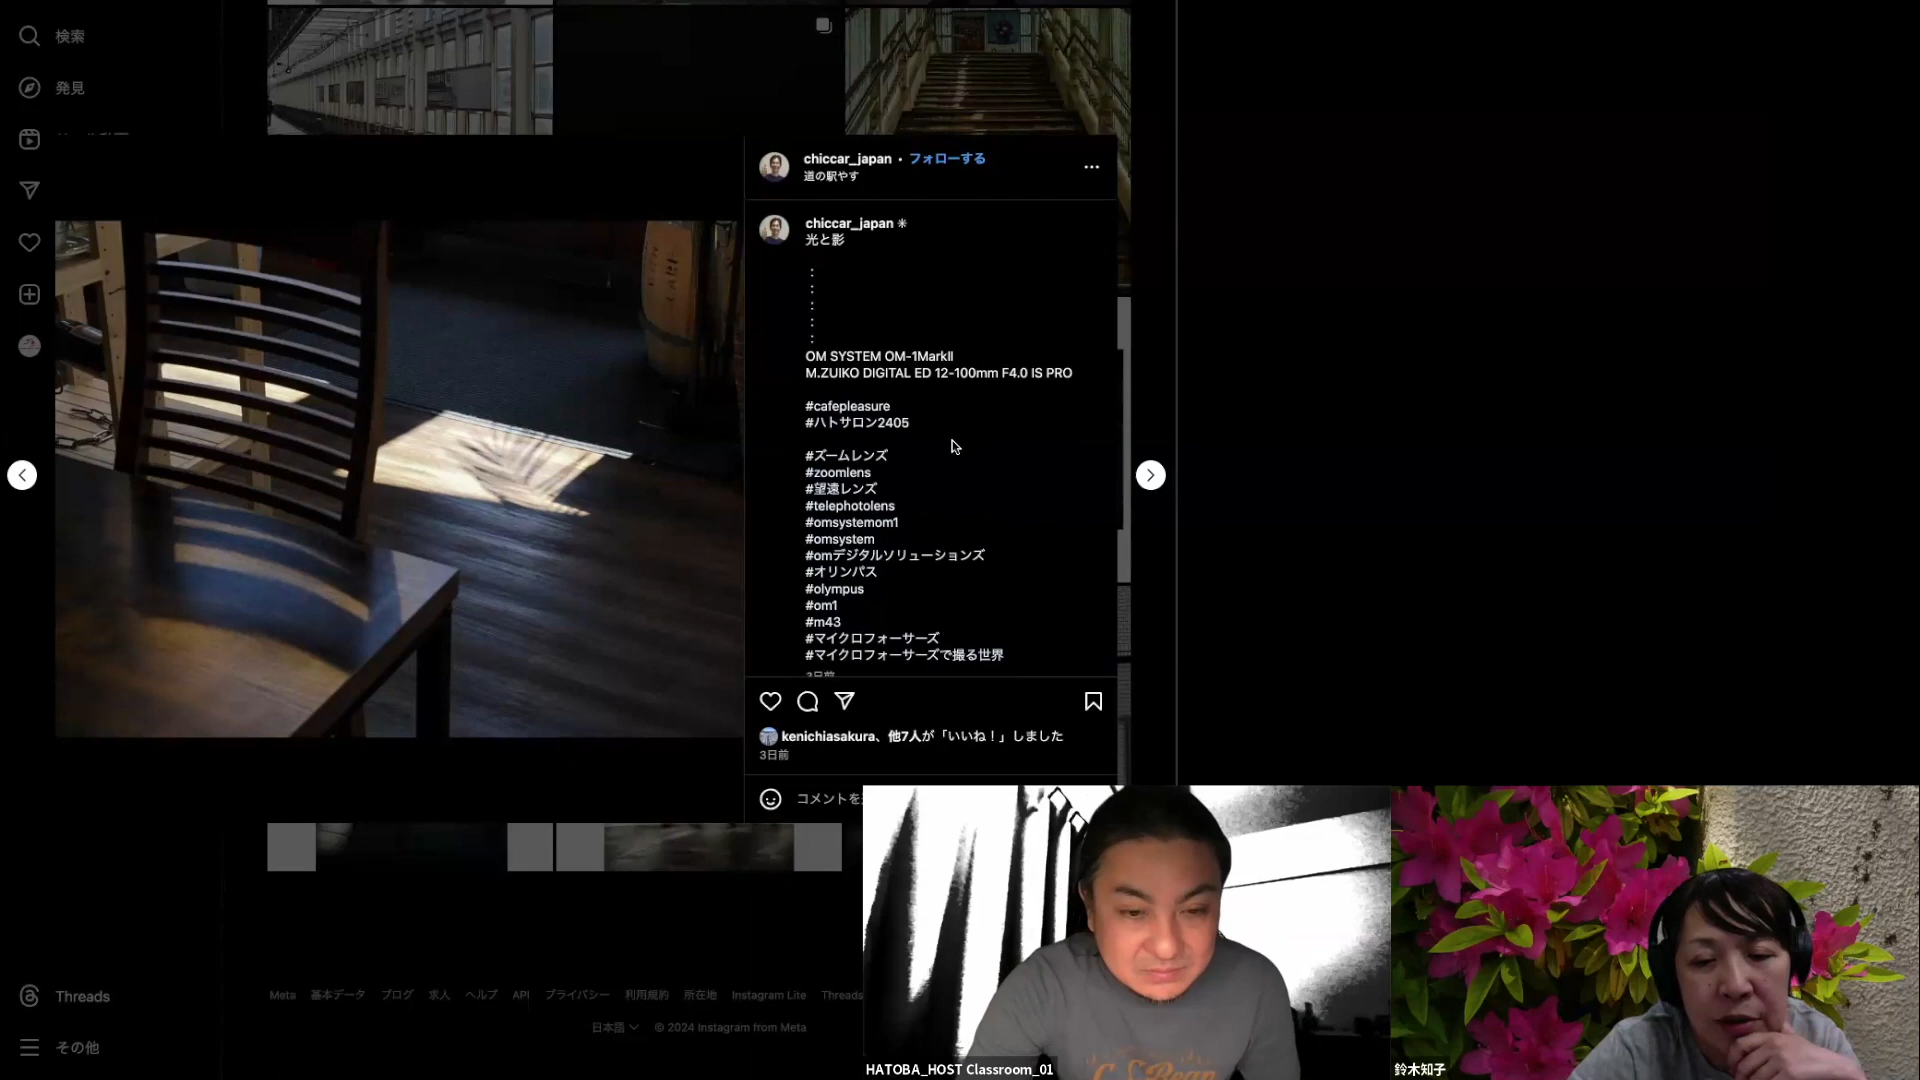 検索
発見
chiccar_japan • フォローする
道の駅やす
chiccar_japan ✳
光と影
:
:
:
:
:
OM SYSTEM OM-1MarkII
M.ZUIKO DIGITAL ED 12-100mm F4.0 IS PRO
#cafepleasure
#ハトサロン2405
#ズームレンズ
#zoomlens
#望遠レンズ
#telephotolens
#omsystemom1
#omsystem
#omデジタルソリューションズ
#オリンパス
#olympus
#om1
#m43
#マイクロフォーサーズ
#マイクロフォーサーズで撮る世界
3日前
kenichiasakura、他7人が「いいね！」しました
3日前
コメントを
Threads
その他
Meta 基本データ ブログ 求人 ヘルプ API プライバシー 利用規約 所在地 Instagram Lite Threads
日本語 © 2024 Instagram from Meta
HATOBA_HOST Classroom_01
鈴木知子